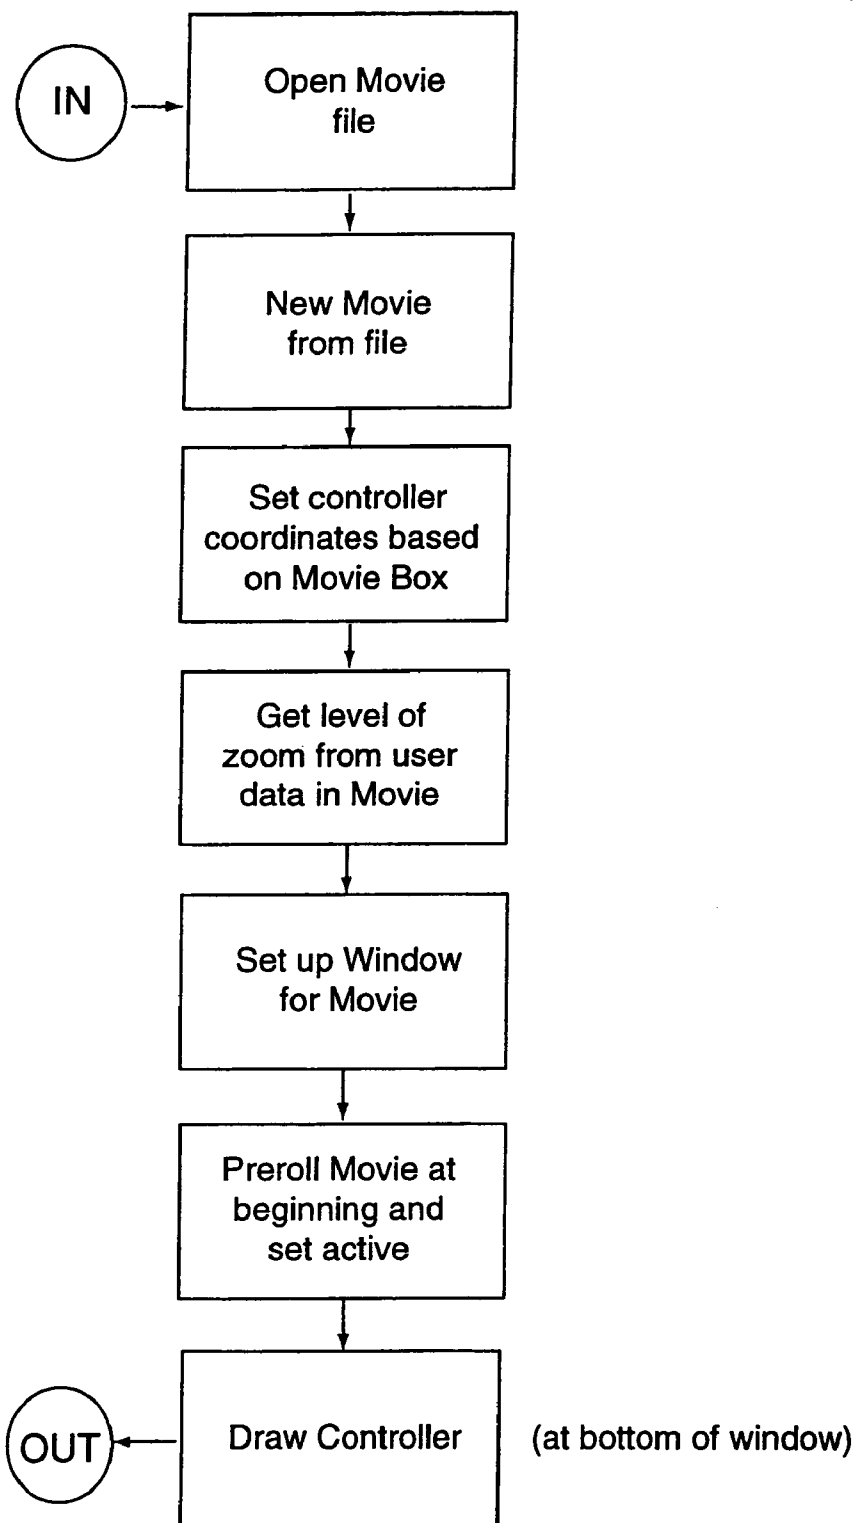 IN
Open Movie
file
New Movie
from file
Set controller
coordinates based
on Movie Box
Get level of
zoom from user
data in Movie
Set up Window
for Movie
Preroll Movie at
beginning and
set active
OUT
Draw Controller
(at bottom of window)